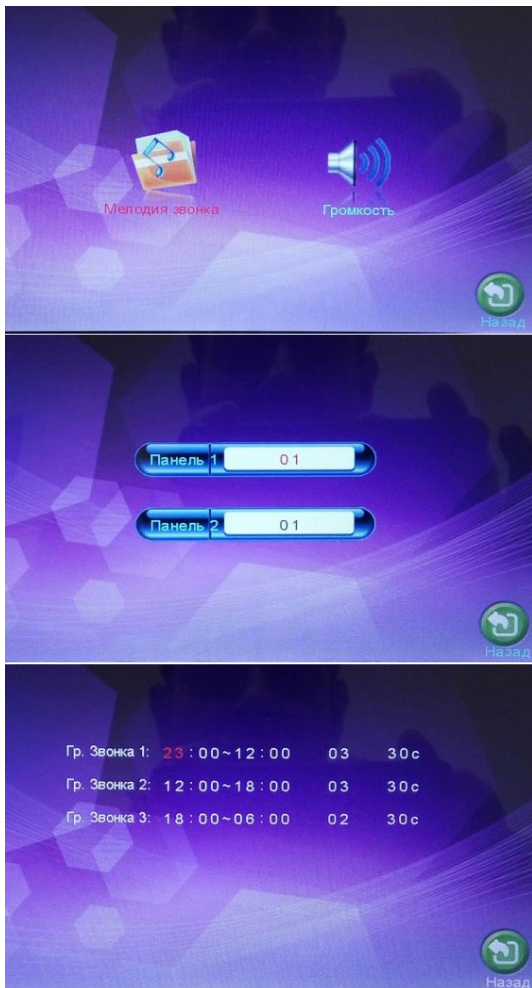 Мелодия звонка
Громкость
Назад
Панель 1 01
Панель 2 01
Назад
Гр. Звонка 1: 23:00~12:00 03 30с
Гр. Звонка 2: 12:00~18:00 03 30с
Гр. Звонка 3: 18:00~06:00 02 30с
Назад